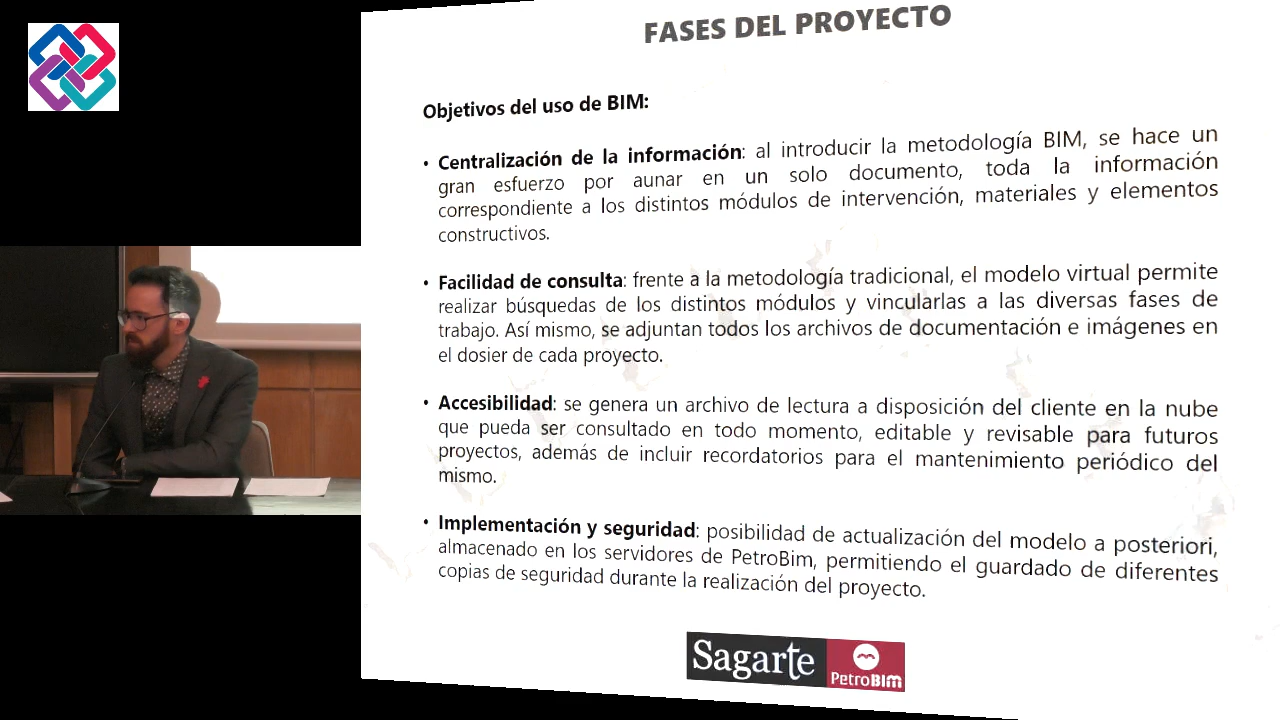 FASES DEL PROYECTO
Objetivos del uso de BIM:
• Centralización de la información: al introducir la metodología BIM, se hace un
gran esfuerzo por aunar en un solo documento, toda la información
correspondiente a los distintos módulos de intervención, materiales y elementos
constructivos.
• Facilidad de consulta: frente a la metodología tradicional, el modelo virtual permite
realizar búsquedas de los distintos módulos y vincularlas a las diversas fases de
trabajo. Así mismo, se adjuntan todos los archivos de documentación e imágenes en
el dosier de cada proyecto.
• Accesibilidad: se genera un archivo de lectura a disposición del cliente en la nube
que pueda ser consultado en todo momento, editable y revisable para futuros
proyectos, además de incluir recordatorios para el mantenimiento periódico del
mismo.
• Implementación y seguridad: posibilidad de actualización del modelo a posteriori,
almacenado en los servidores de PetroBim, permitiendo el guardado de diferentes
copias de seguridad durante la realización del proyecto.
Sagarte
PetroBIM